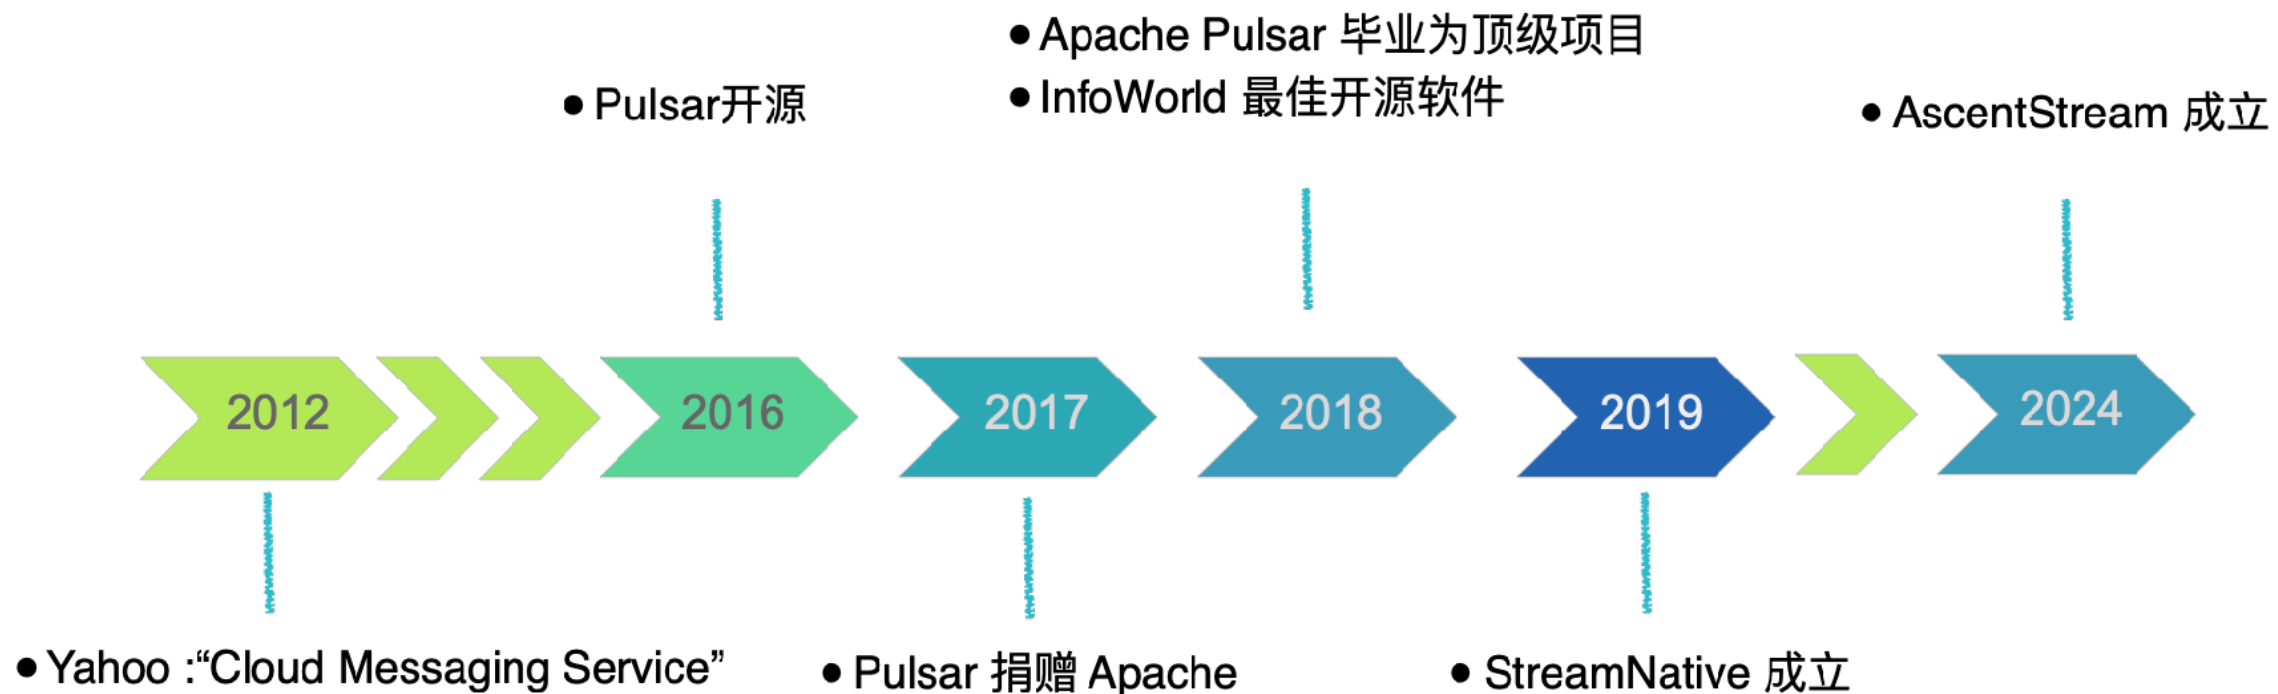 • Apache Pulsar 毕业为顶级项目
• InfoWorld 最佳开源软件
• Pulsar开源
• AscentStream 成立
2012
2016
2017
2018
2019
2024
• Yahoo :“Cloud Messaging Service”
• Pulsar 捐赠 Apache
• StreamNative 成立